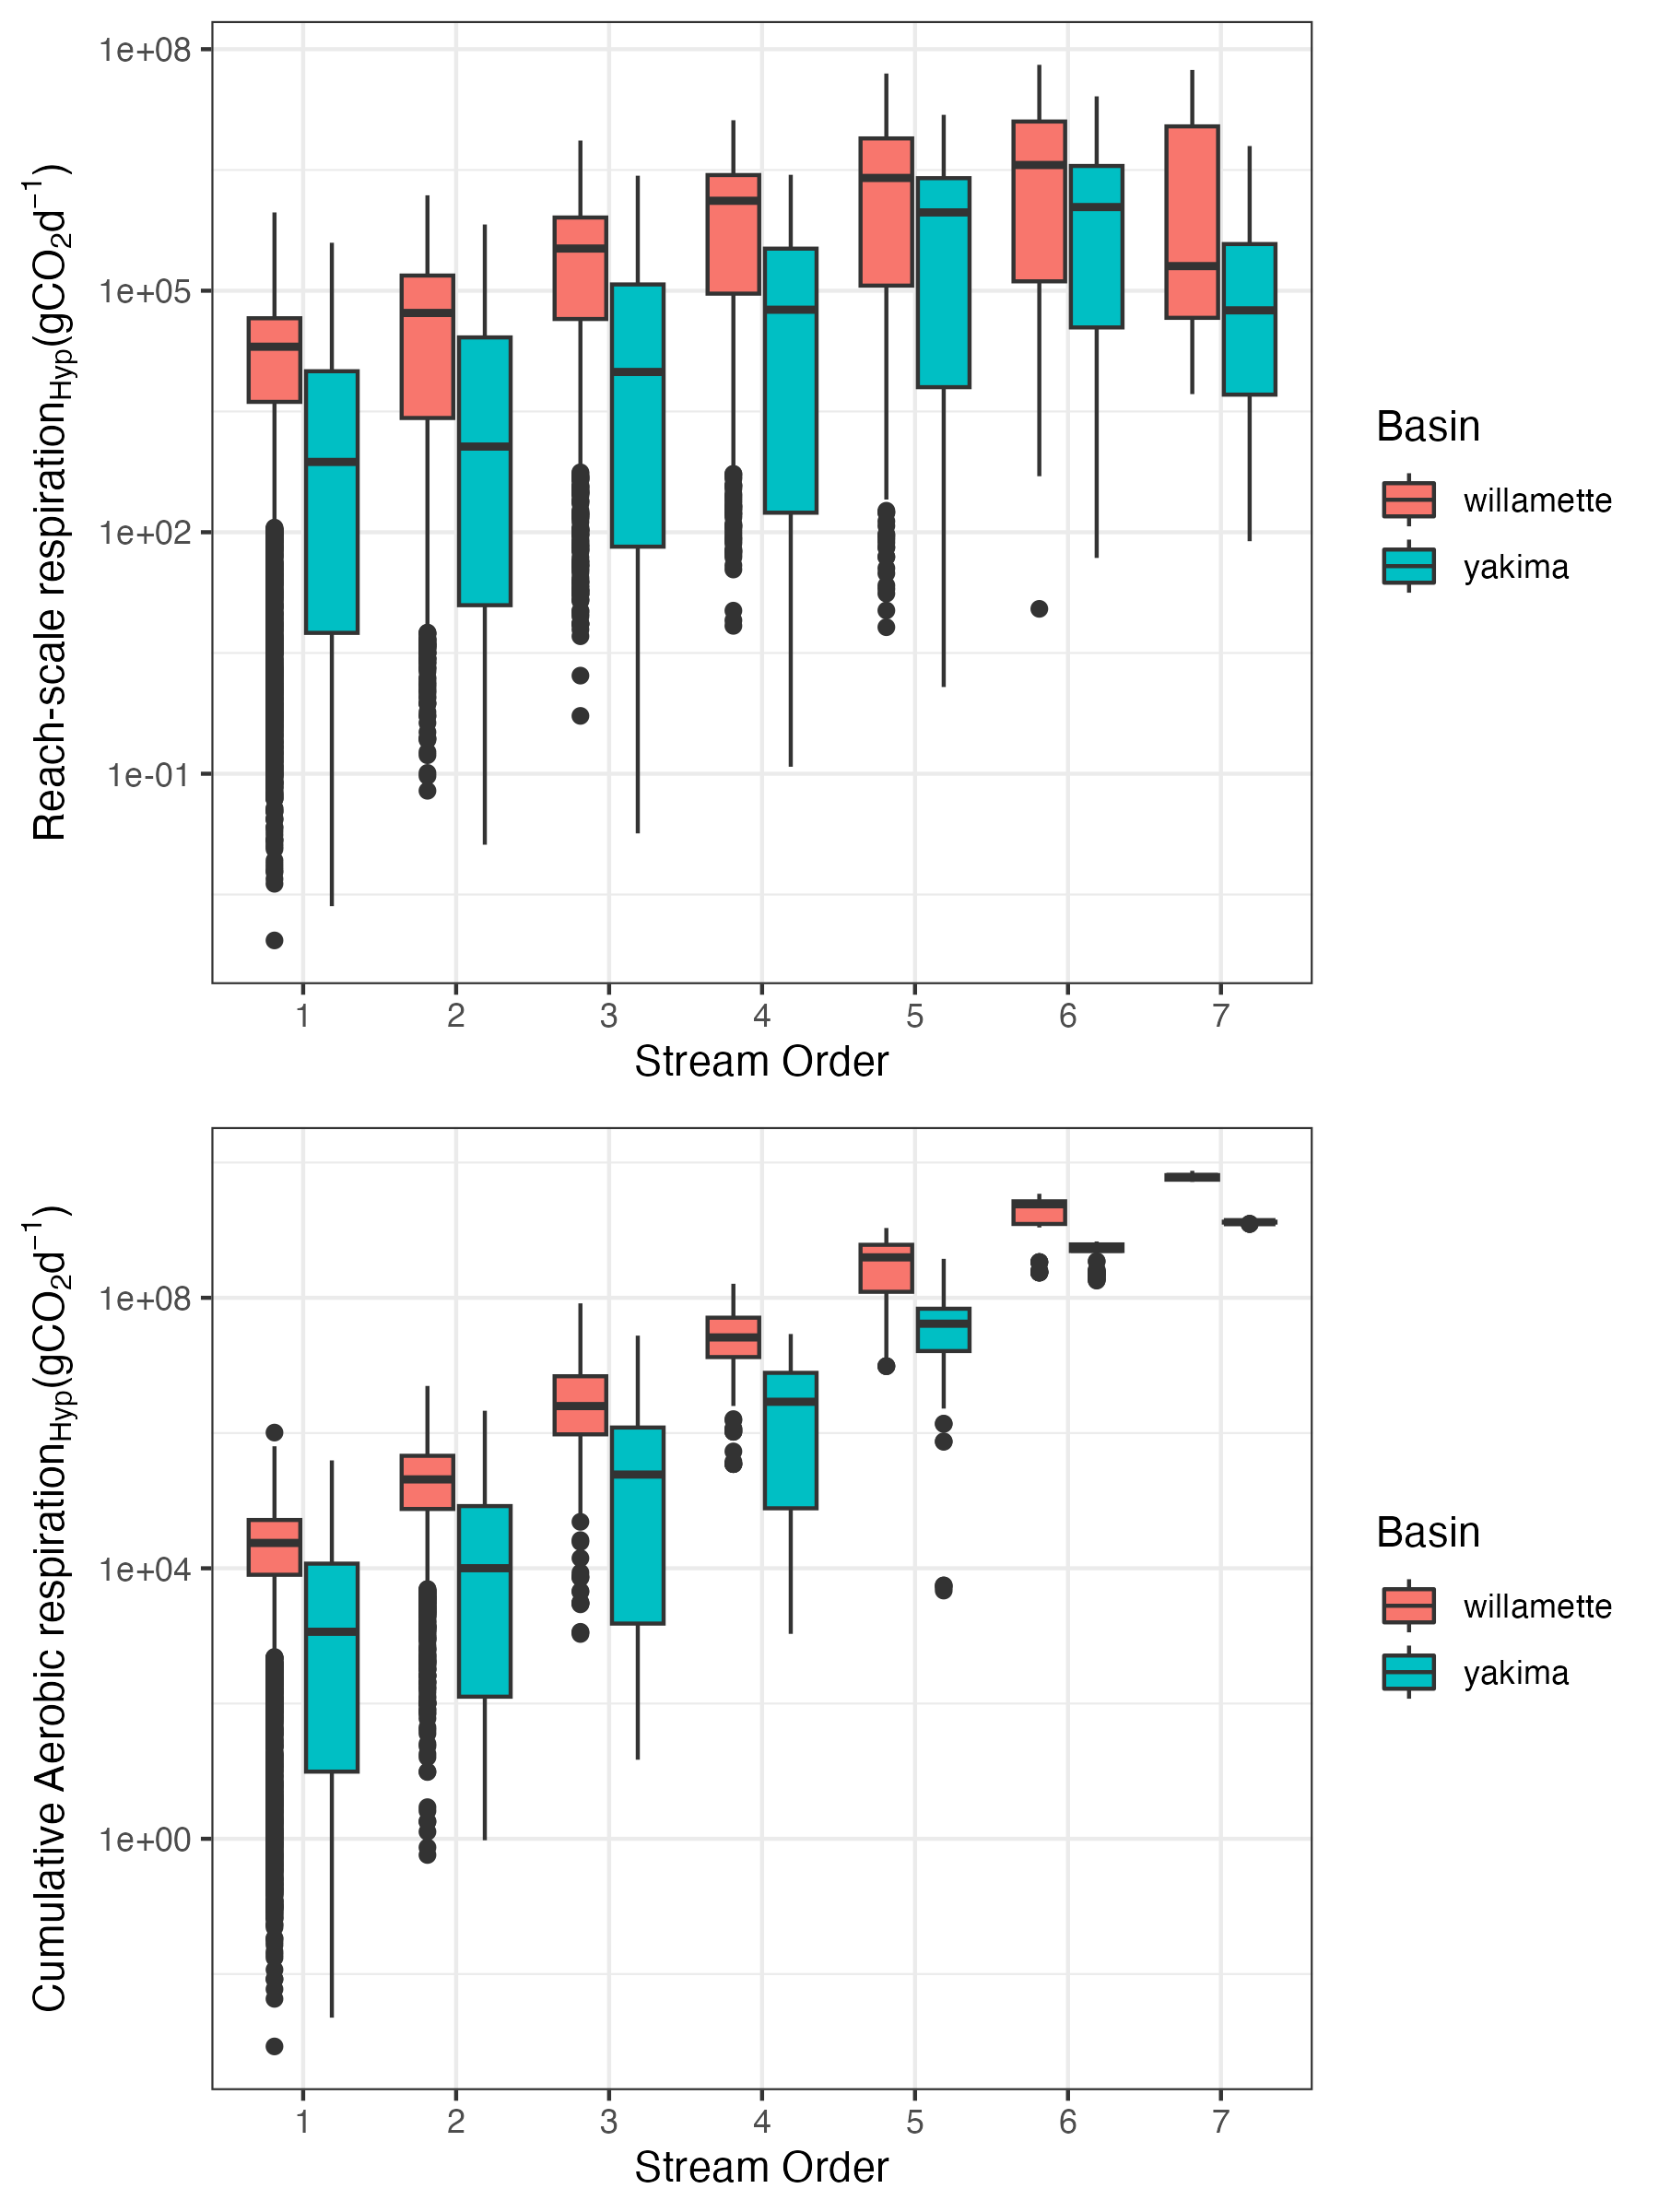 Reach-scale respiration_Hyp(gCO₂d⁻¹)
1e+08
1e+05
1e+02
1e-01
1 2 3 4 5 6 7
Stream Order
Basin
willamette
yakima
Cumulative Aerobic respiration_Hyp(gCO₂d⁻¹)
1e+08
1e+04
1e+00
1 2 3 4 5 6 7
Stream Order
Basin
willamette
yakima